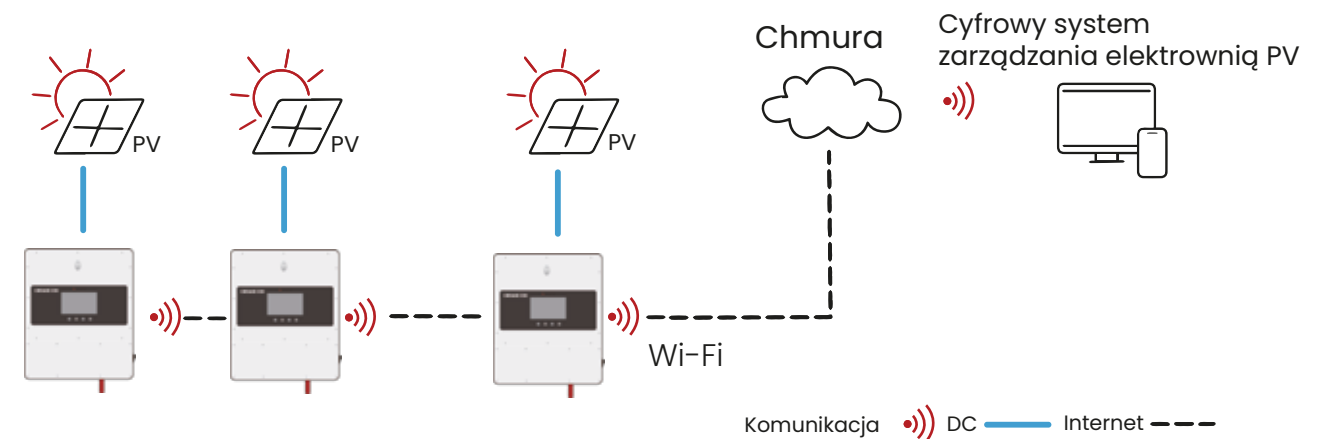 Chmura
Cyfrowy system
zarządzania elektrownią PV
PV
PV
PV
Wi-Fi
Komunikacja
DC
Internet